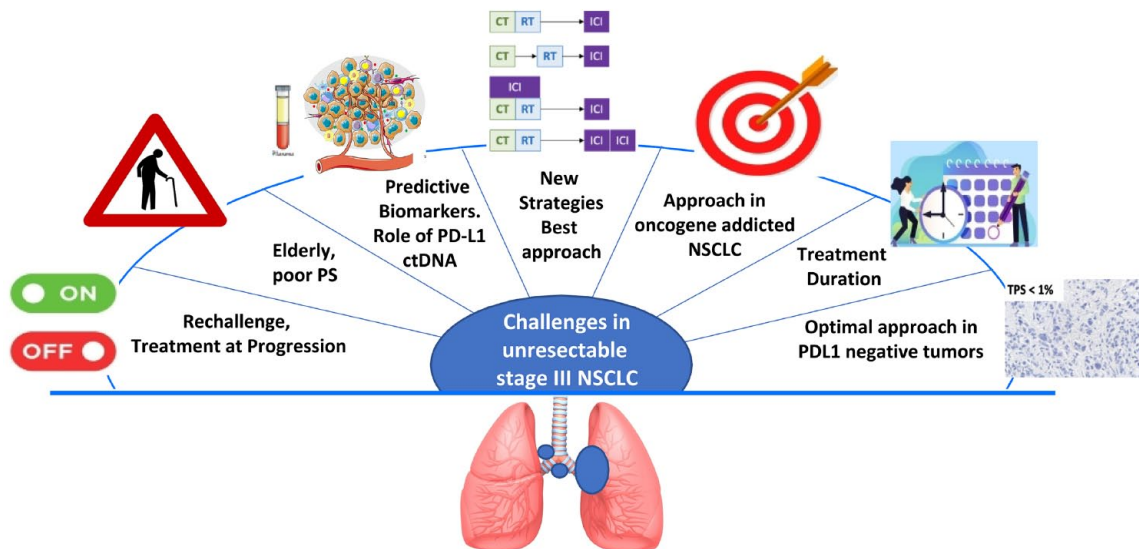 CT RT ICI
CT RT ICI
ICI
CT RT ICI
CT RT ICI ICI
ON
OFF
Rechallenge,
Treatment at Progression
Elderly,
poor PS
Predictive
Biomarkers.
Role of PD-L1
ctDNA
New
Strategies
Best
approach
Approach in
oncogene addicted
NSCLC
Treatment
Duration
TPS < 1%
Optimal approach in
PDL1 negative tumors
Challenges in
unresectable
stage III NSCLC